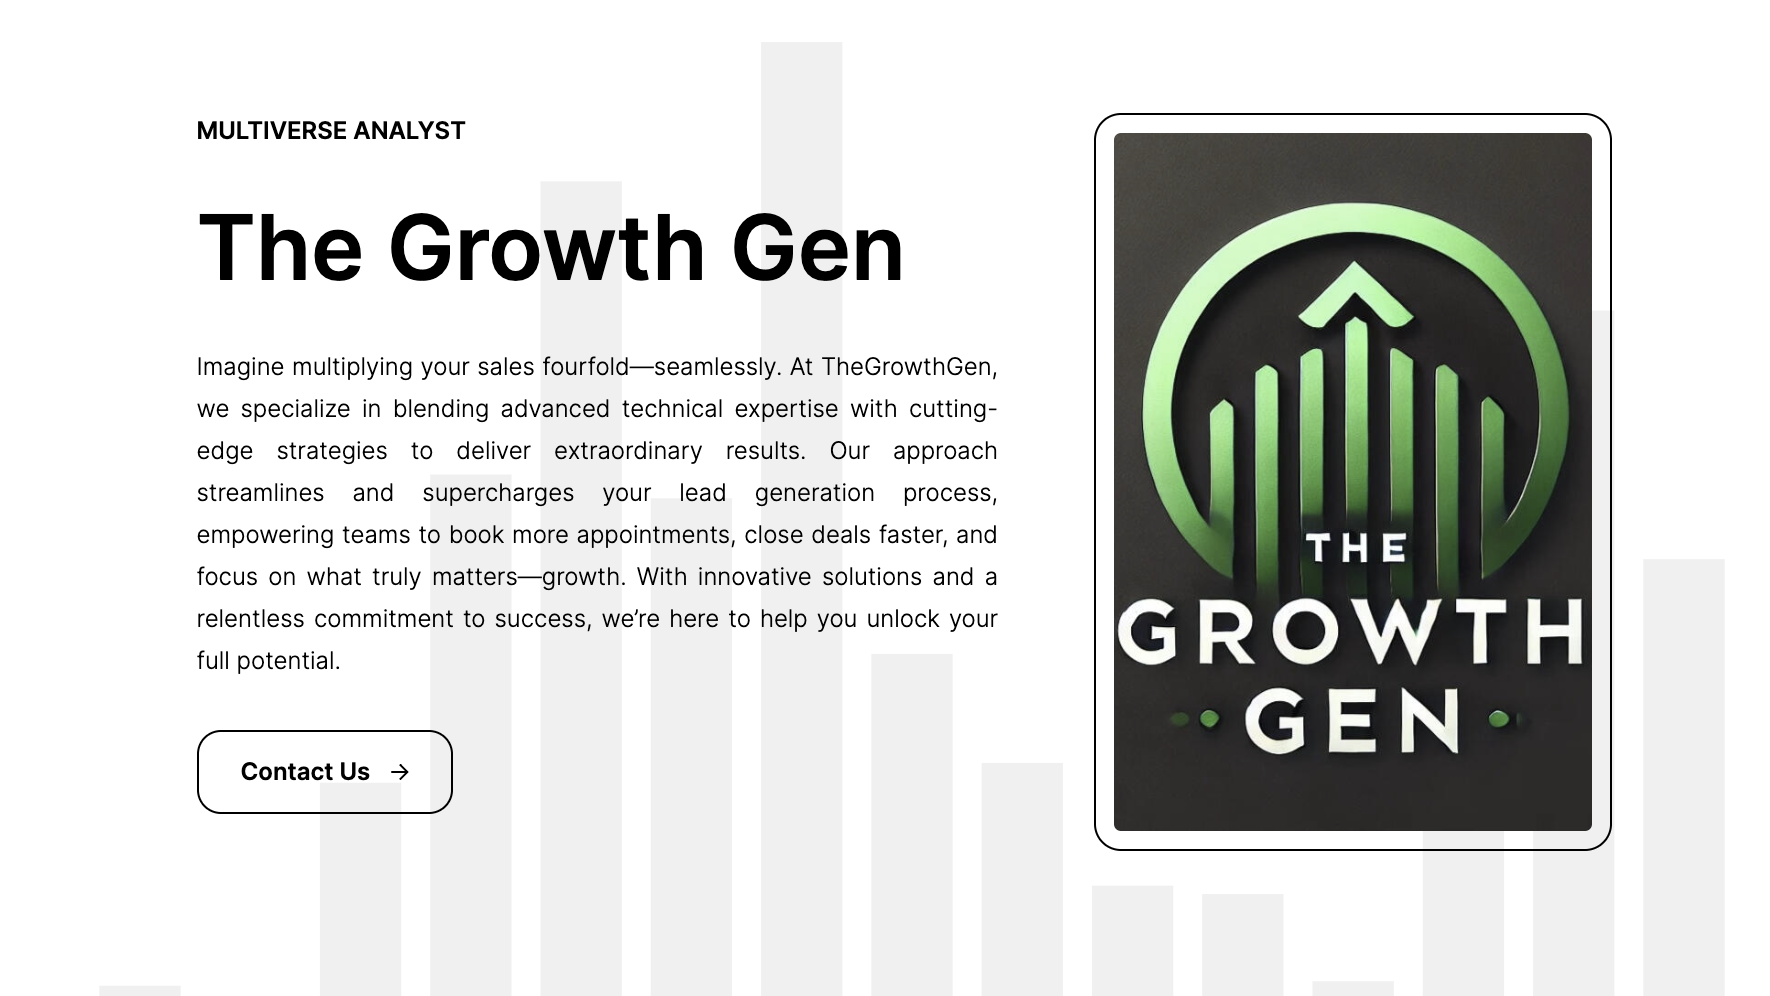 MULTIVERSE ANALYST
The Growth Gen
Imagine multiplying your sales fourfold—seamlessly. At TheGrowthGen,
we specialize in blending advanced technical expertise with cutting-
edge strategies to deliver extraordinary results. Our approach
streamlines and supercharges your lead generation process,
empowering teams to book more appointments, close deals faster, and
focus on what truly matters—growth. With innovative solutions and a
relentless commitment to success, we’re here to help you unlock your
full potential.
Contact Us →
THE
GROWTH
GEN